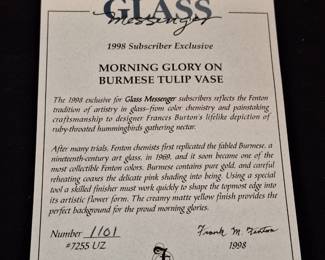 GLASS
Messenger
1998 Subscriber Exclusive
MORNING GLORY ON
BURMESE TULIP VASE
The 1998 exclusive for Glass Messenger subscribers reflects the Fenton
tradition of artistry in glass–from color chemistry and painstaking
craftsmanship to designer Frances Burton's lifelike depiction of
ruby-throated hummingbirds gathering nectar.
After many trials, Fenton chemists first replicated the fabled Burmese, a
nineteenth-century art glass, in 1969, and it soon became one of the
most collectible Fenton colors. Burmese contains pure gold, and careful
reheating coaxes the delicate pink shading into being. Using a special
tool a skilled finisher must work quickly to shape the topmost edge into
its artistic flower form. The creamy matte yellow finish provides the
perfect background for the proud morning glories.
Number 1101
#7255 UZ
Frank M. Fenton
1998